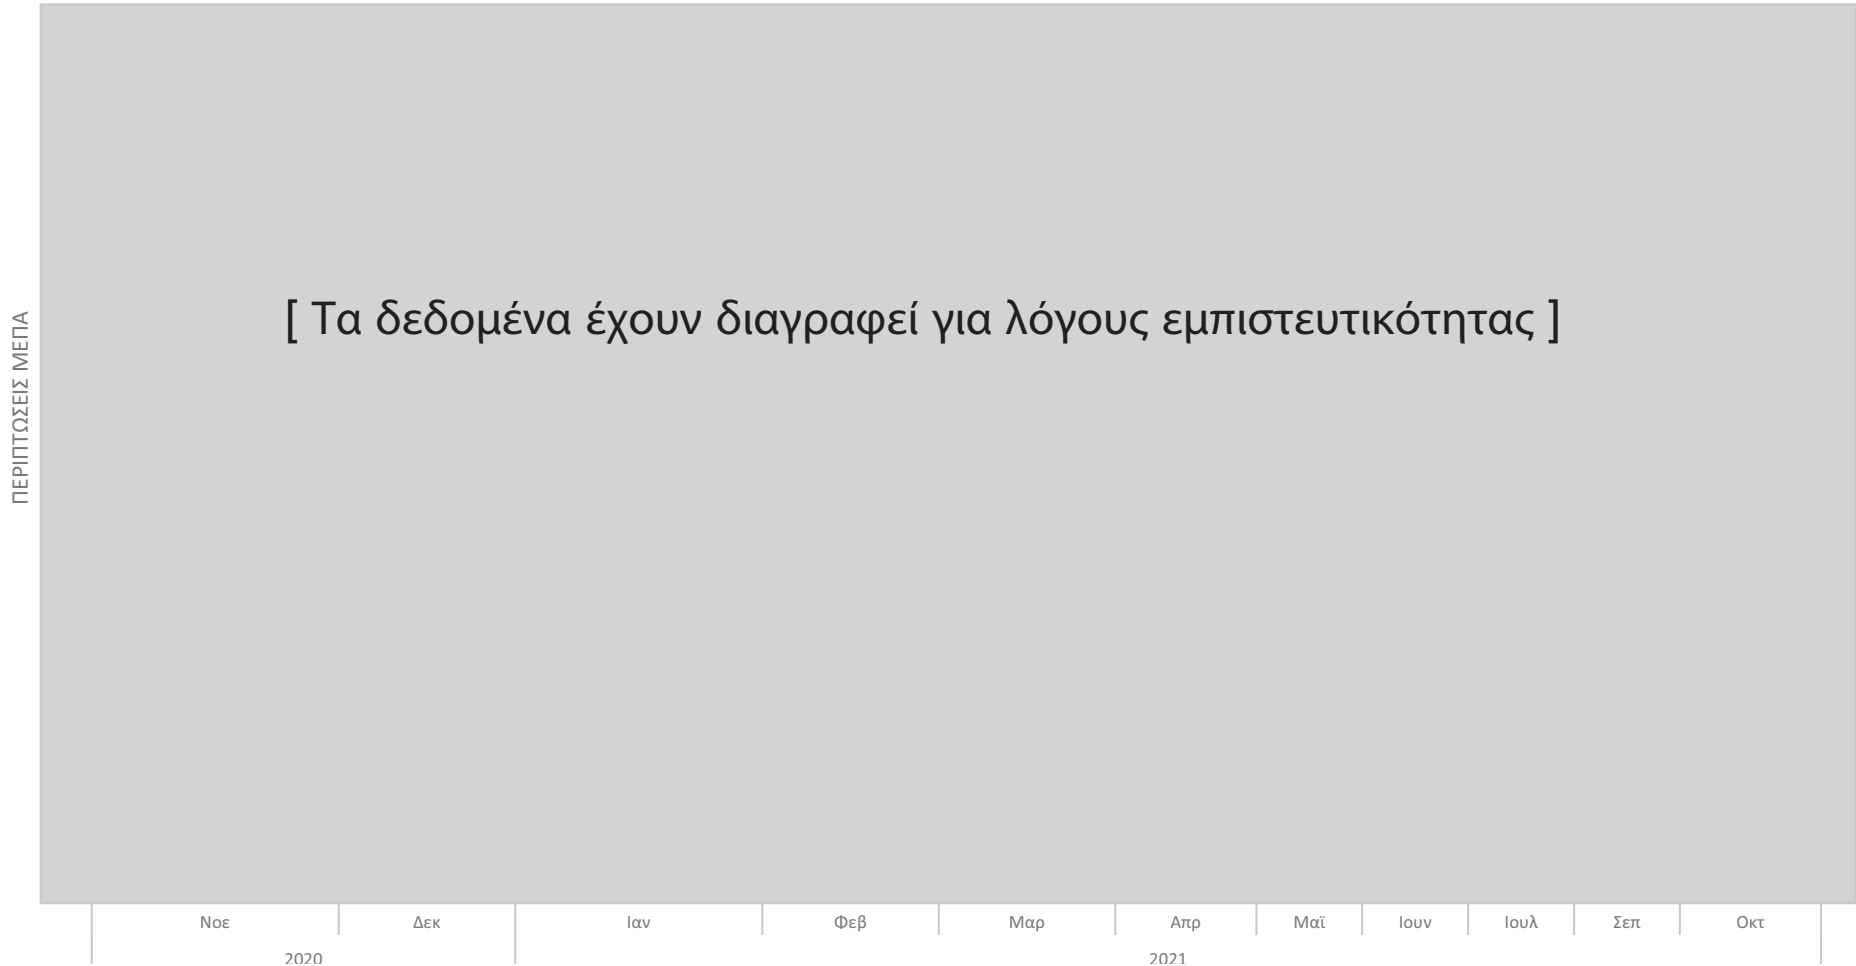 [ Τα δεδομένα έχουν διαγραφεί για λόγους εμπιστευτικότητας ]
ΠΕΡΙΠΤΩΣΕΙΣ ΜΕΠΑ
Νοε Δεκ Ιαν Φεβ Μαρ Απρ Μαϊ Ιουν Ιουλ Σεπ Οκτ
2020 2021